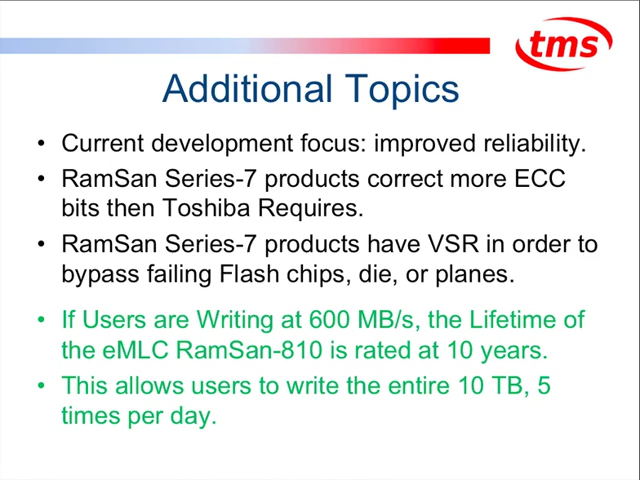 tms
Additional Topics
• Current development focus: improved reliability.
• RamSan Series-7 products correct more ECC
bits then Toshiba Requires.
• RamSan Series-7 products have VSR in order to
bypass failing Flash chips, die, or planes.
• If Users are Writing at 600 MB/s, the Lifetime of
the eMLC RamSan-810 is rated at 10 years.
• This allows users to write the entire 10 TB, 5
times per day.